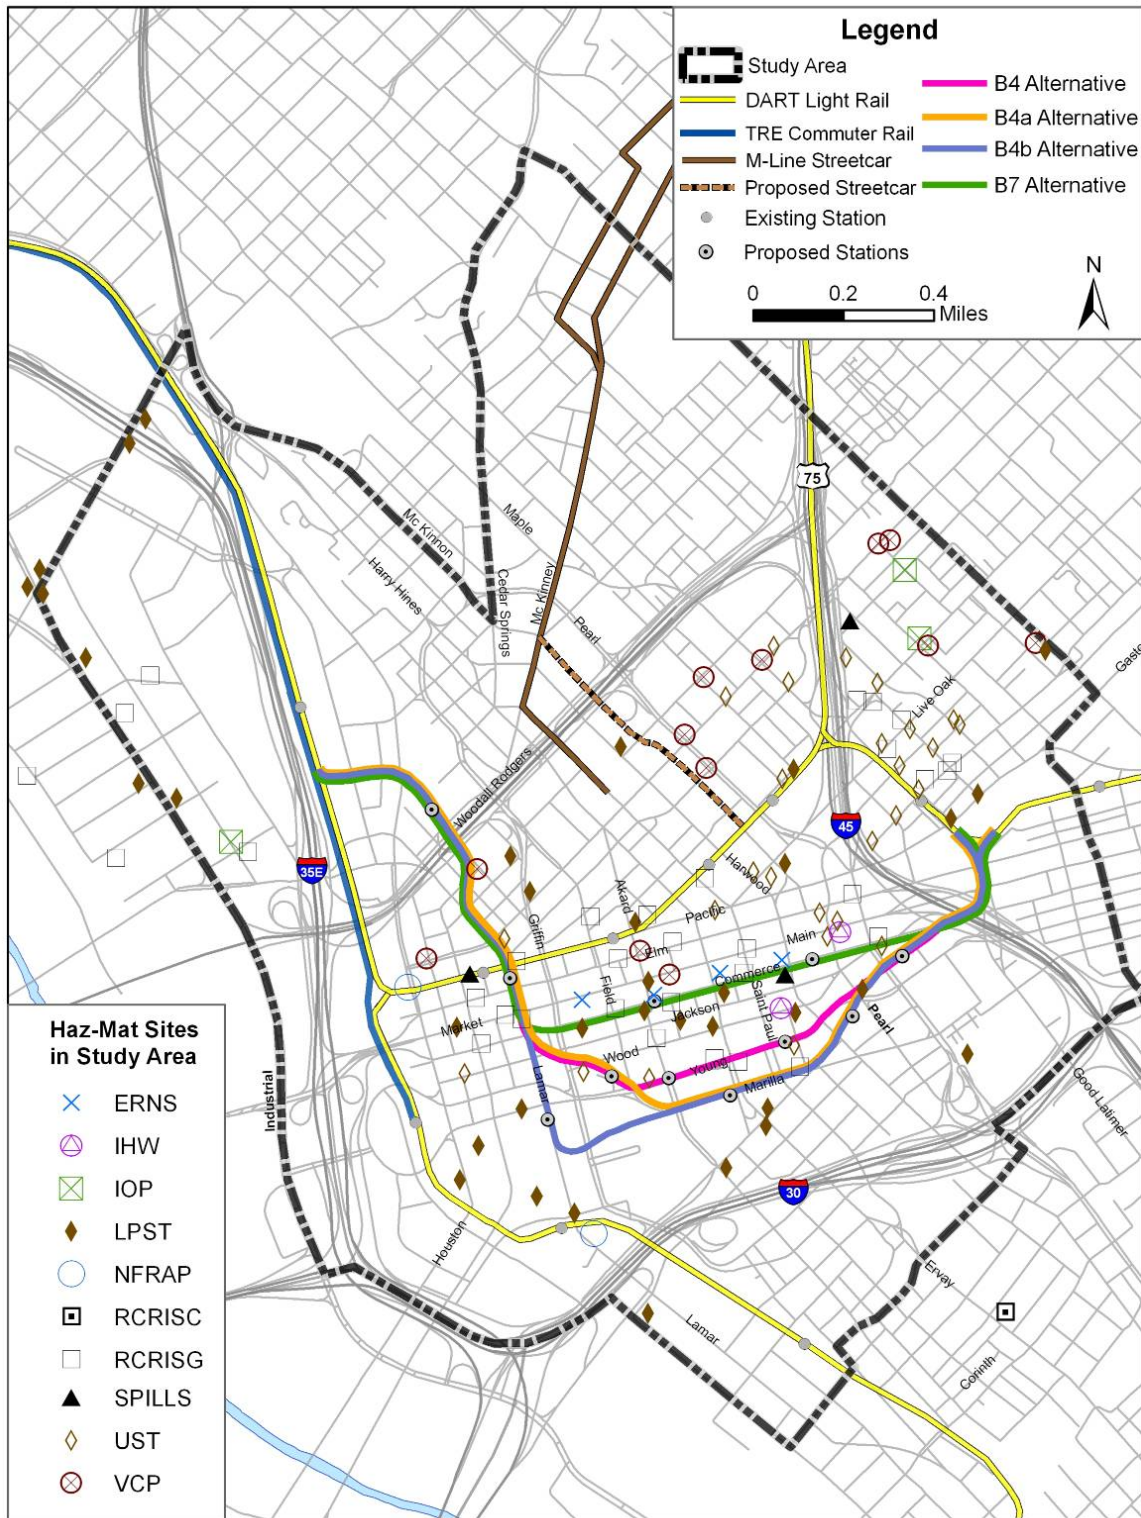 Legend
Study Area
DART Light Rail
TRE Commuter Rail
M-Line Streetcar
Proposed Streetcar
Existing Station
Proposed Stations
B4 Alternative
B4a Alternative
B4b Alternative
B7 Alternative
N
0 0.2 0.4
Miles
75
Mc Kinnon
Maple
Harry Hines
Cedar Springs
Mc Kinney
Pearl
Gasto
Live Oak
Woodall Rodgers
45
35E
Harwood
Akard
Griffin
Pacific
Main
Elm
Commerce
Field
Jackson
Market
Saint Paul
Pearl
Wood
Young
Lamar
Marilla
Good Latimer
Industrial
30
Houston
Ervay
Lamar
Corinth
Haz-Mat Sites
in Study Area
ERNS
IHW
IOP
LPST
NFRAP
RCRISC
RCRISG
SPILLS
UST
VCP